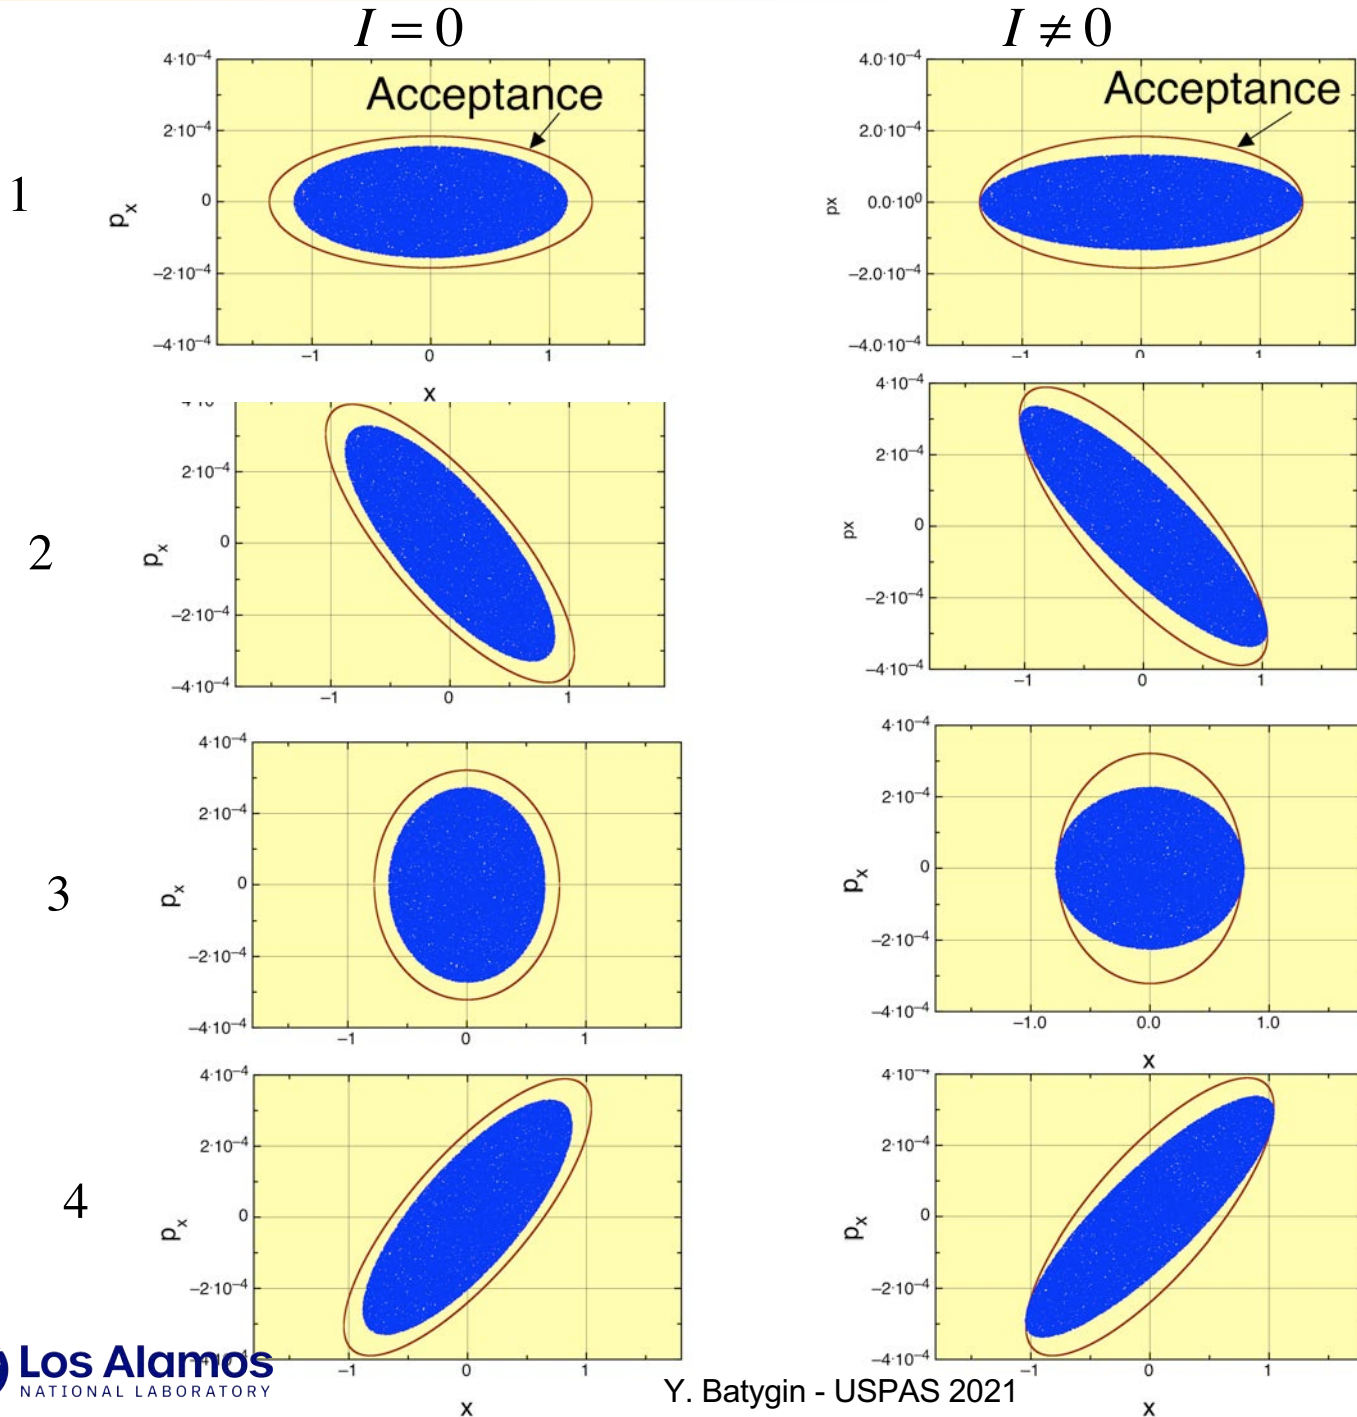 I = 0
I ≠ 0
1
4·10⁻⁴
2·10⁻⁴
0
−2·10⁻⁴
−4·10⁻⁴
pₓ
Acceptance
−1 0 1
x
4.0·10⁻⁴
2.0·10⁻⁴
0.0·10⁰
−2.0·10⁻⁴
−4.0·10⁻⁴
px
Acceptance
−1 0 1
2
2·10⁻⁴
0
−2·10⁻⁴
−4·10⁻⁴
pₓ
−1 0 1
4·10⁻⁴
2·10⁻⁴
0
−2·10⁻⁴
−4·10⁻⁴
px
−1 0 1
3
4·10⁻⁴
2·10⁻⁴
0
−2·10⁻⁴
−4·10⁻⁴
pₓ
−1 0 1
4·10⁻⁴
2·10⁻⁴
0
−2·10⁻⁴
−4·10⁻⁴
pₓ
−1.0 0.0 1.0
x
4
4·10⁻⁴
2·10⁻⁴
0
−2·10⁻⁴
pₓ
−1 0 1
x
4·10⁻⁴
2·10⁻⁴
0
−2·10⁻⁴
−4·10⁻⁴
pₓ
−1 0 1
x
Los Alamos
NATIONAL LABORATORY
Y. Batygin - USPAS 2021